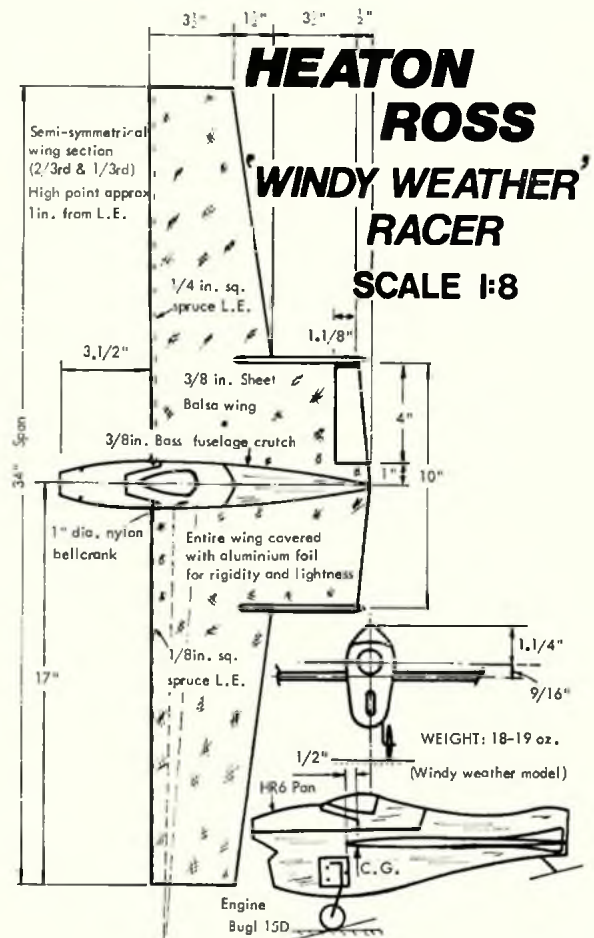 3½" 1½" 3½" ½"
HEATON
ROSS
'WINDY WEATHER'
RACER
SCALE 1:8
Semi-symmetrical
wing section
(2/3rd & 1/3rd)
High point approx
1in. from L.E.
1/4 in. sq.
spruce L.E.
1.1/8"
3.1/2"
3/8 in. Sheet
Balsa wing
3/8in. Bass fuselage crutch
34" Span
4"
1"
10"
1" dia. nylon
bellcrank
Entire wing covered
with aluminium foil
for rigidity and lightness
17"
1/8in. sq.
spruce L.E.
1.1/4"
9/16"
WEIGHT: 18-19 oz.
(Windy weather model)
1/2"
HR6 Pan
C.G.
Engine
Bugl 15D